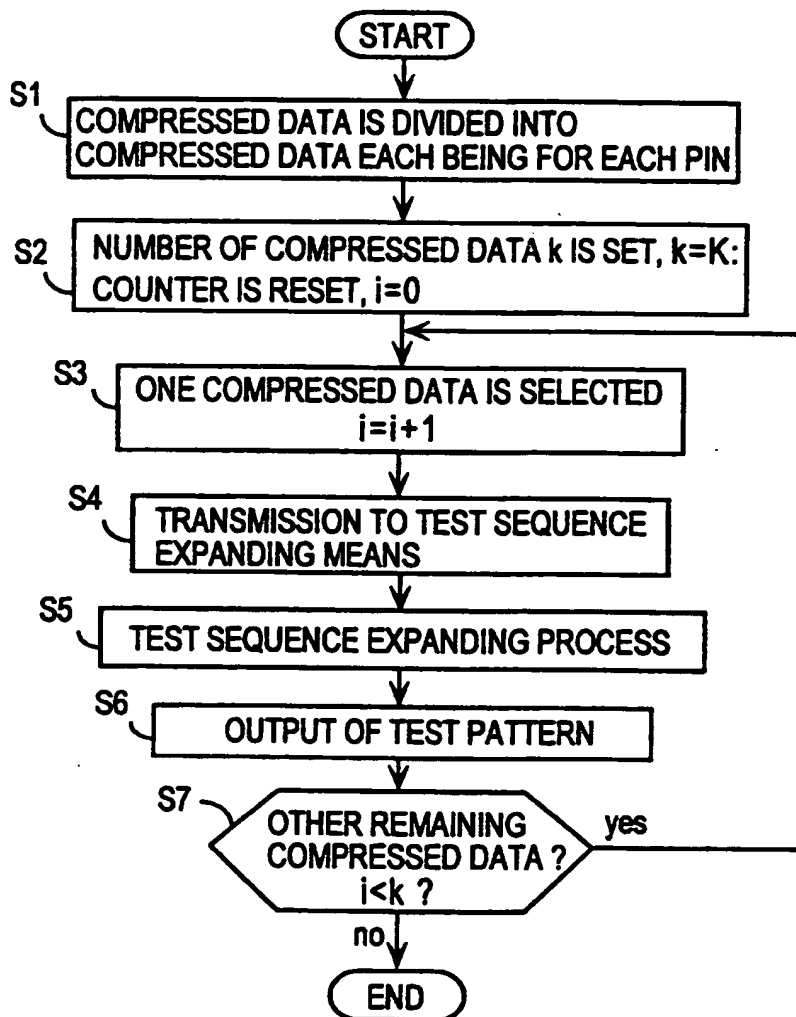 START
S1
COMPRESSED DATA IS DIVIDED INTO
COMPRESSED DATA EACH BEING FOR EACH PIN
S2
NUMBER OF COMPRESSED DATA k IS SET, k=K:
COUNTER IS RESET, i=0
S3
ONE COMPRESSED DATA IS SELECTED
i=i+1
S4
TRANSMISSION TO TEST SEQUENCE
EXPANDING MEANS
S5
TEST SEQUENCE EXPANDING PROCESS
S6
OUTPUT OF TEST PATTERN
S7
OTHER REMAINING
COMPRESSED DATA ?
i<k ?
yes
no
END